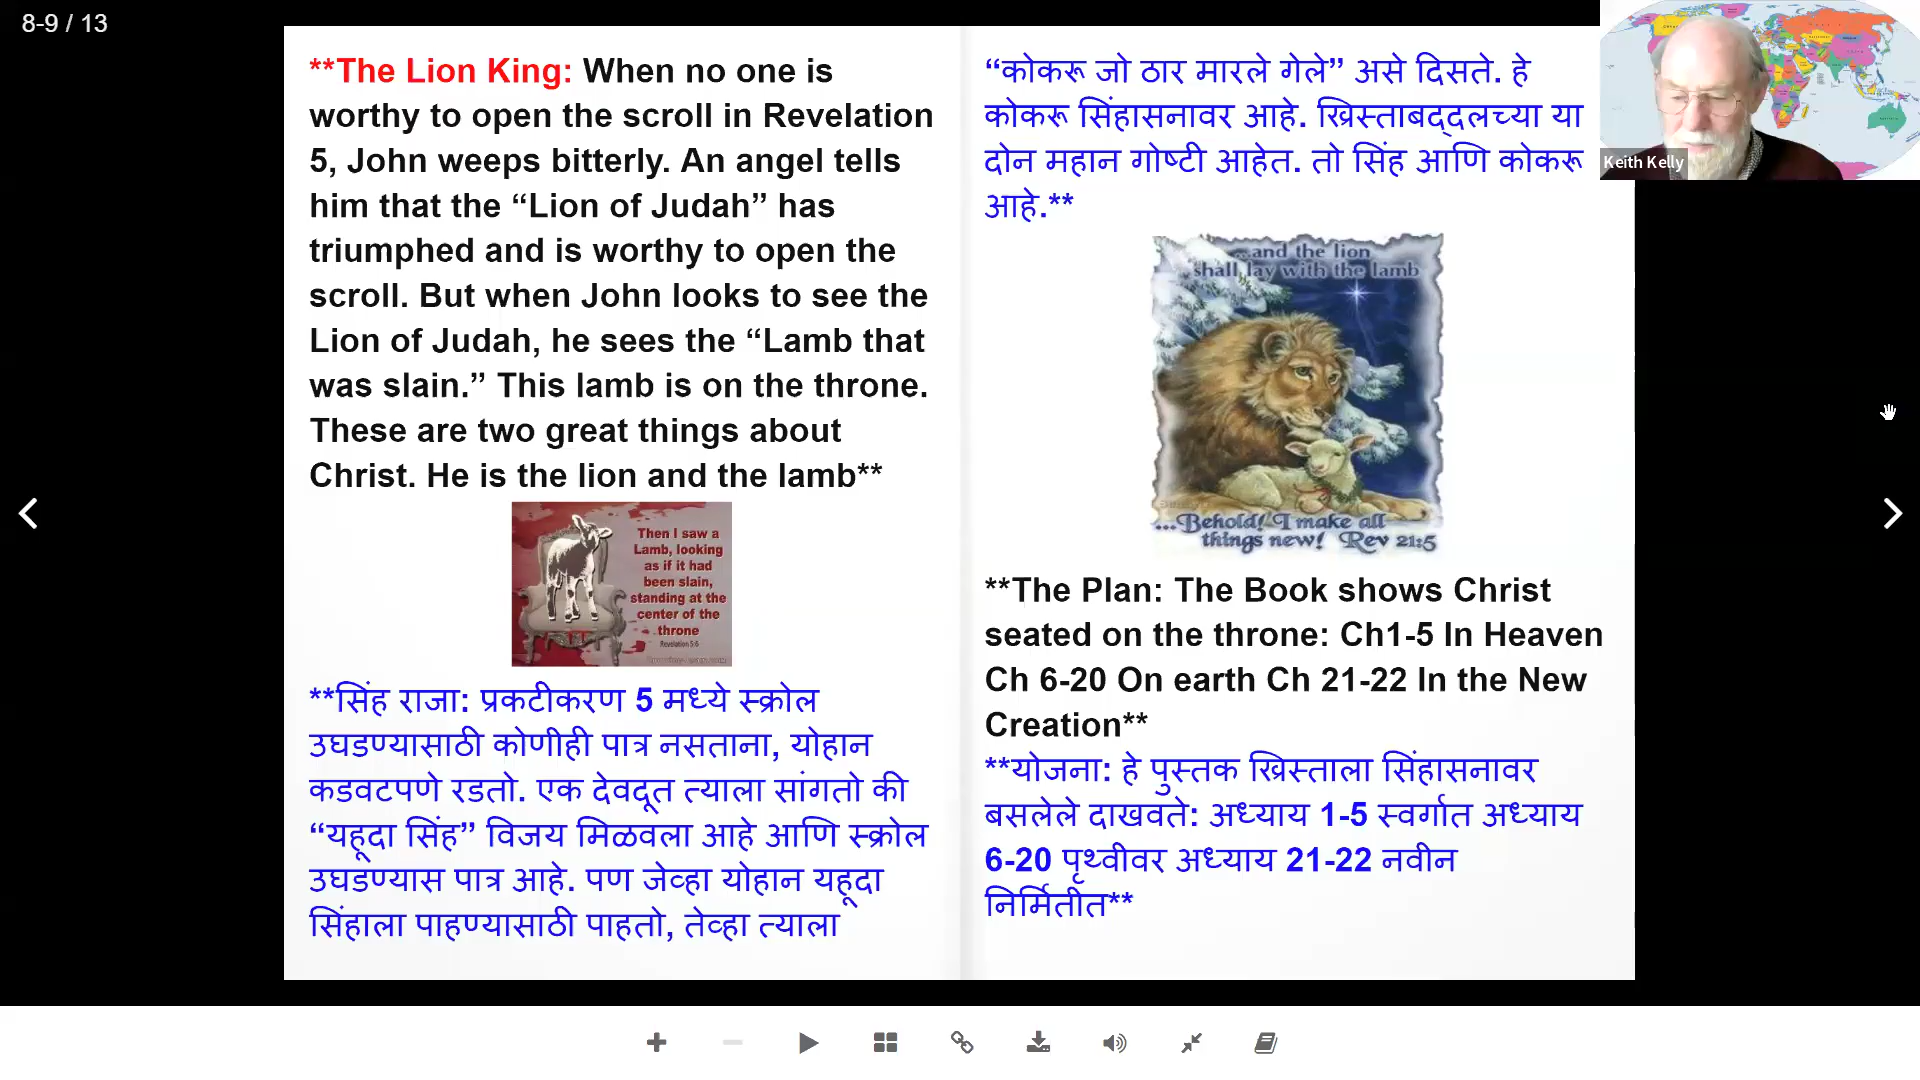 8-9 / 13
**The Lion King: When no one is
worthy to open the scroll in Revelation
5, John weeps bitterly. An angel tells
him that the “Lion of Judah” has
triumphed and is worthy to open the
scroll. But when John looks to see the
Lion of Judah, he sees the “Lamb that
was slain.” This lamb is on the throne.
These are two great things about
Christ. He is the lion and the lamb**
Then I saw a
Lamb, looking
as if it had
been slain,
standing at the
center of the
throne
Revelation 5:6
**सिंह राजा: प्रकटीकरण 5 मध्ये स्क्रोल
उघडण्यासाठी कोणीही पात्र नसताना, योहान
कडवटपणे रडतो. एक देवदूत त्याला सांगतो की
“यहूदा सिंह” विजय मिळवला आहे आणि स्क्रोल
उघडण्यास पात्र आहे. पण जेव्हा योहान यहूदा
सिंहाला पाहण्यासाठी पाहतो, तेव्हा त्याला
“कोकरू जो ठार मारले गेले” असे दिसते. हे
कोकरू सिंहासनावर आहे. ख्रिस्ताबद्दलच्या या
दोन महान गोष्टी आहेत. तो सिंह आणि कोकरू
आहे.**
...and the lion
shall lay with the lamb
...Behold! I make all
things new! Rev 21:5
**The Plan: The Book shows Christ
seated on the throne: Ch1-5 In Heaven
Ch 6-20 On earth Ch 21-22 In the New
Creation**
**योजना: हे पुस्तक ख्रिस्ताला सिंहासनावर
बसलेले दाखवते: अध्याय 1-5 स्वर्गात अध्याय
6-20 पृथ्वीवर अध्याय 21-22 नवीन
निर्मितीत**
Keith Kelly